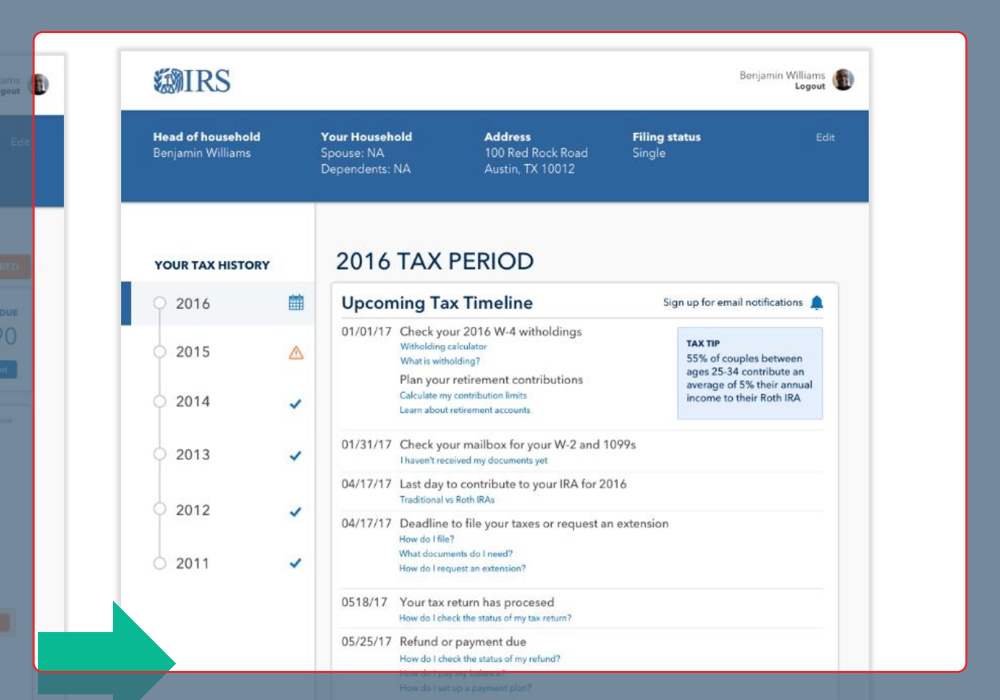 IRS
Benjamin Williams
Logout
Edit
Head of household
Benjamin Williams
Your Household
Spouse: NA
Dependents: NA
Address
100 Red Rock Road
Austin, TX 10012
Filing status
Single
Edit
YOUR TAX HISTORY
2016
2015
2014
2013
2012
2011
2016 TAX PERIOD
Upcoming Tax Timeline
Sign up for email notifications
01/01/17 Check your 2016 W-4 witholdings
Witholding calculator
What is witholding?
Plan your retirement contributions
Calculate my contribution limits
Learn about retirement accounts
TAX TIP
55% of couples between
ages 25-34 contribute an
average of 5% their annual
income to their Roth IRA
01/31/17 Check your mailbox for your W-2 and 1099s
I haven't received my documents yet
04/17/17 Last day to contribute to your IRA for 2016
Traditional vs Roth IRAs
04/17/17 Deadline to file your taxes or request an extension
How do I file?
What documents do I need?
How do I request an extension?
0518/17 Your tax return has procesed
How do I check the status of my tax return?
05/25/17 Refund or payment due
How do I check the status of my refund?
How do I pay my balance?
How do I set up a payment plan?